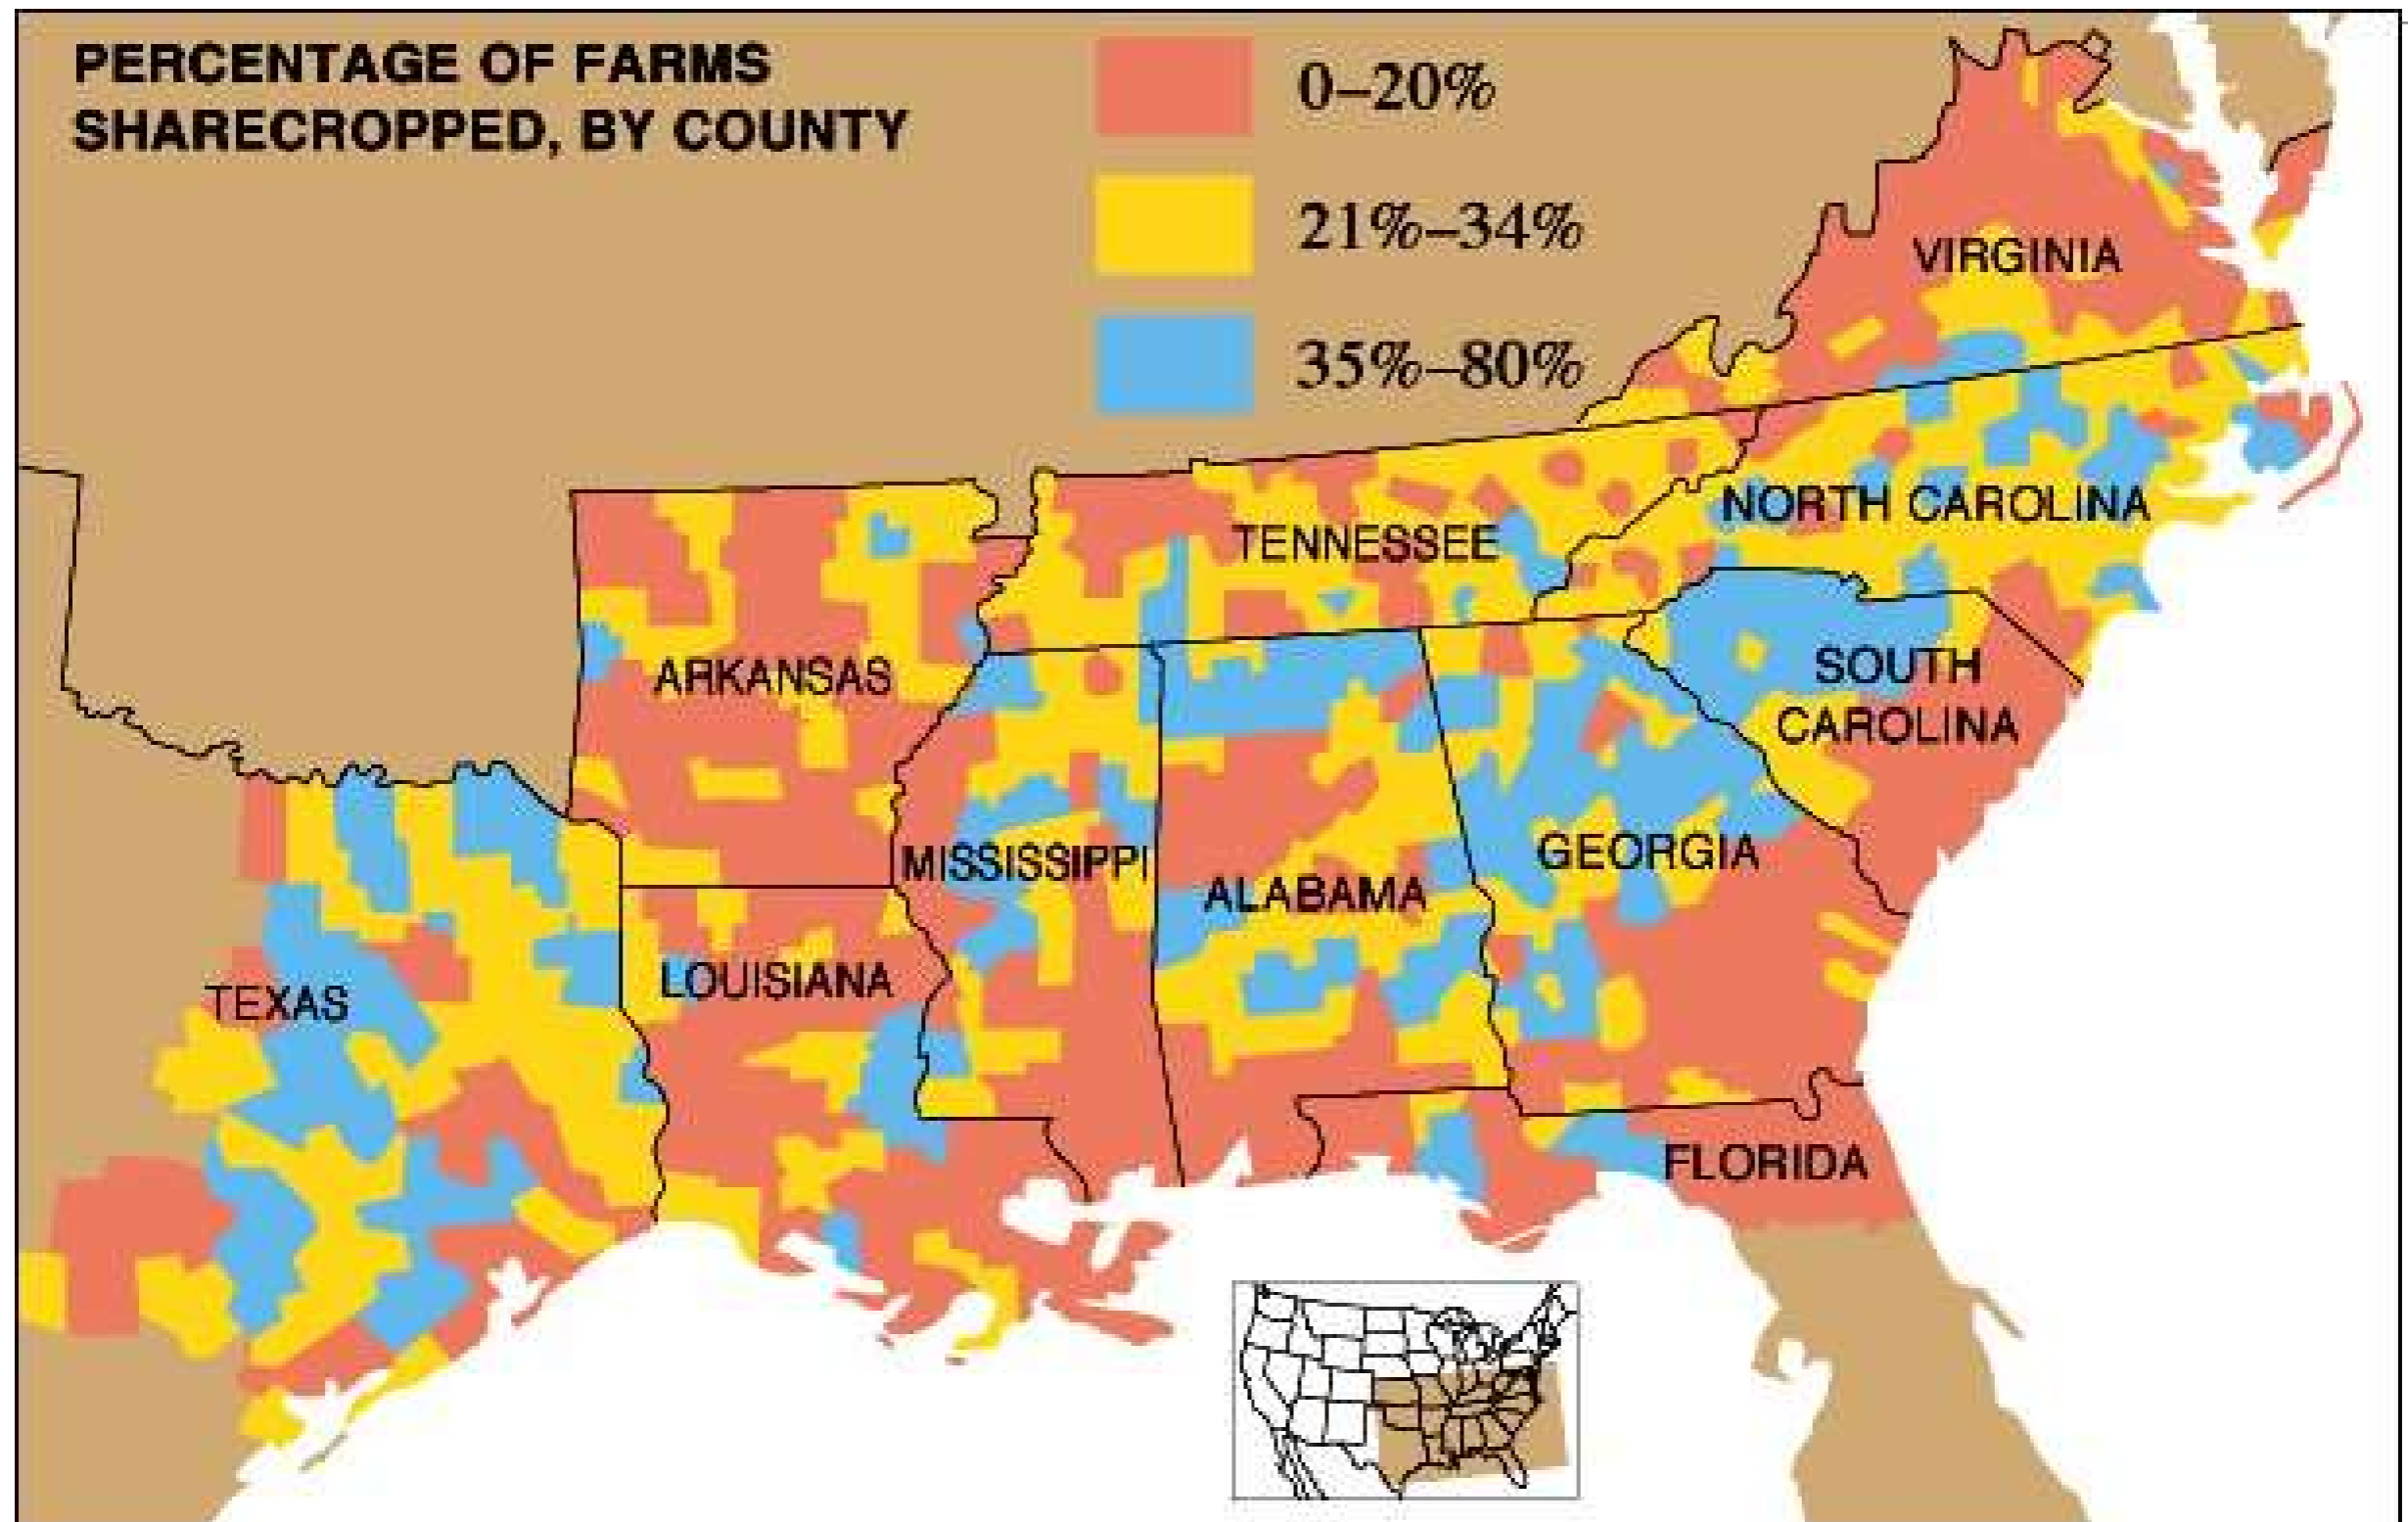 PERCENTAGE OF FARMS
SHARECROPPED, BY COUNTY
0–20%
21%–34%
35%–80%
VIRGINIA
NORTH CAROLINA
TENNESSEE
ARKANSAS
SOUTH
CAROLINA
MISSISSIPPI
ALABAMA
GEORGIA
LOUISIANA
TEXAS
FLORIDA